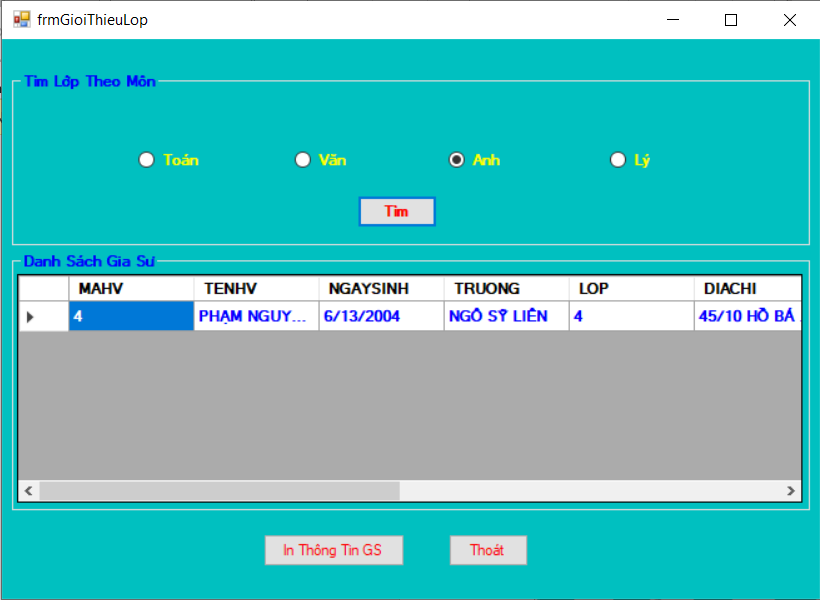 frmGioiThieuLop
Tìm Lớp Theo Môn
Toán Văn Anh Lý
Tìm
Danh Sách Gia Sư
MAHV TENHV NGAYSINH TRUONG LOP DIACHI
4 PHẠM NGUY... 6/13/2004 NGÔ SỸ LIÊN 4 45/10 HỒ BÁ
In Thông Tin GS Thoát